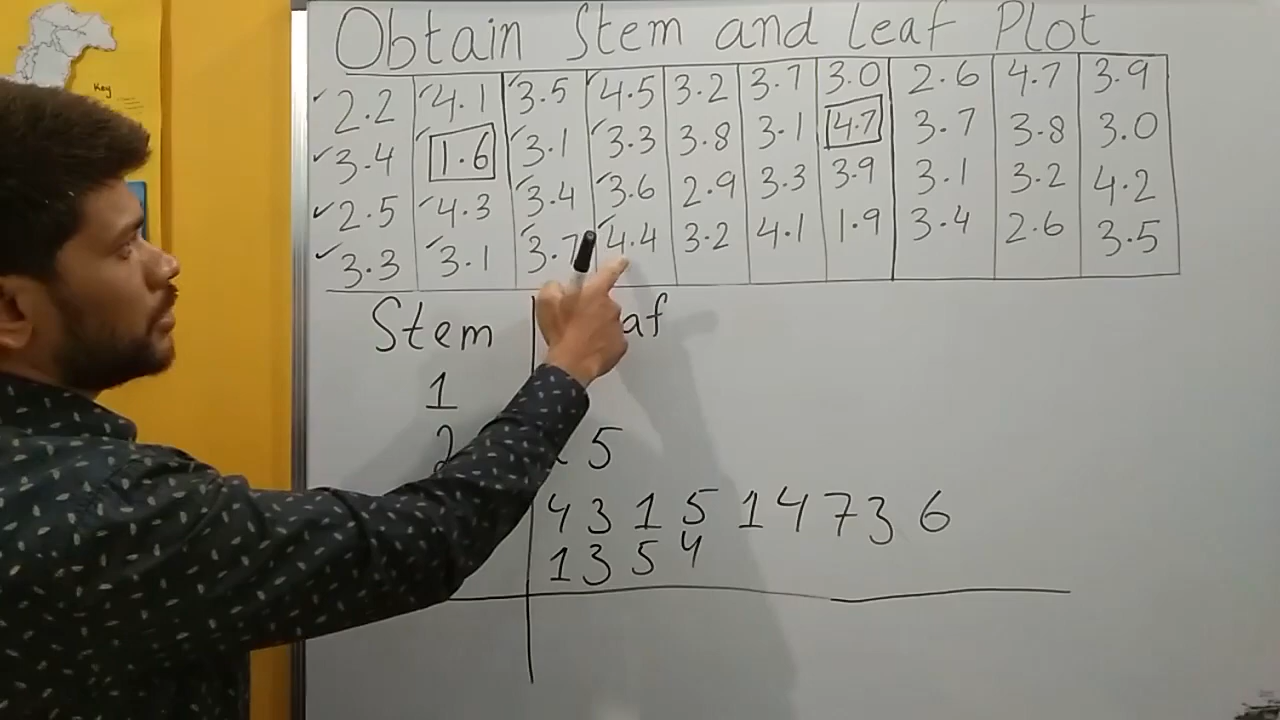 Key
Obtain Stem and Leaf Plot
2.2 4.1 3.5 4.5 3.2 3.7 3.0 2.6 4.7 3.9
3.4 1.6 3.1 3.3 3.8 3.1 4.7 3.7 3.8 3.0
2.5 4.3 3.4 3.6 2.9 3.3 3.9 3.1 3.2 4.2
3.3 3.1 3.7 4.4 3.2 4.1 1.9 3.4 2.6 3.5
Stem
1
2 5
4 3 1 5 1 4 7 3 6
1 3 5 4